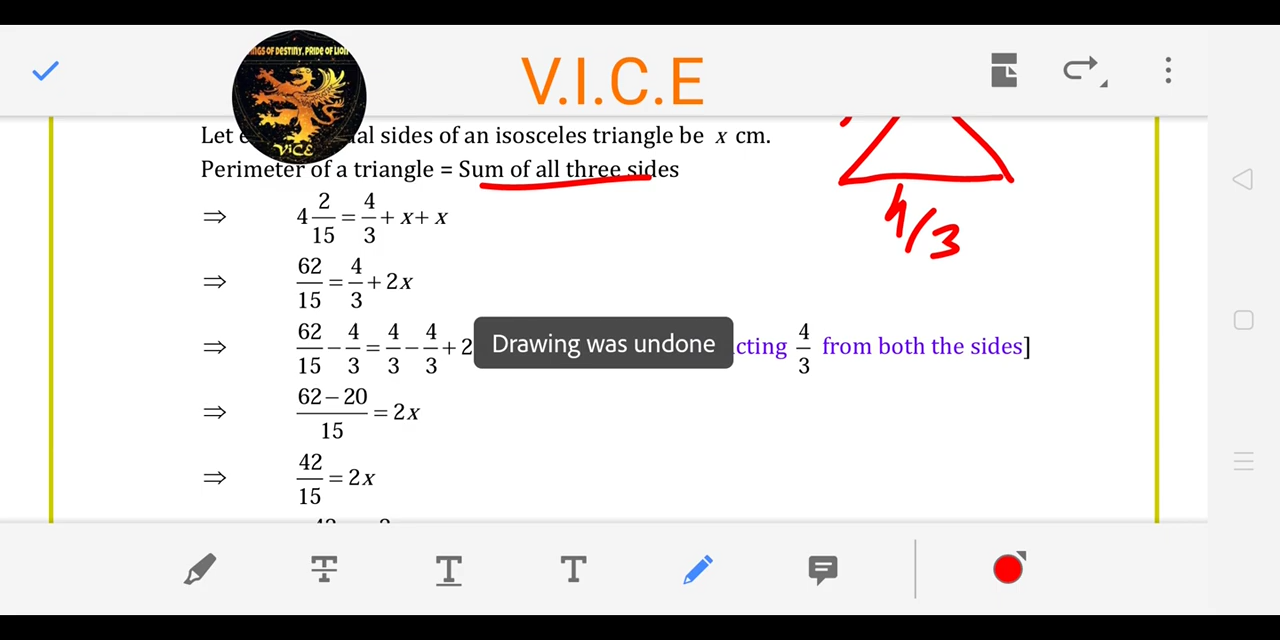 NGS OF DESTINY, PRIDE OF LION
ViCE
V.I.C.E
Let e al sides of an isosceles triangle be x cm.
Perimeter of a triangle = Sum of all three sides
⇒ 4 2/15 = 4/3 + x + x
⇒ 62/15 = 4/3 + 2x
⇒ 62/15 − 4/3 = 4/3 − 4/3 + 2 cting 4/3 from both the sides]
Drawing was undone
⇒ (62 − 20)/15 = 2x
⇒ 42/15 = 2x
4/3